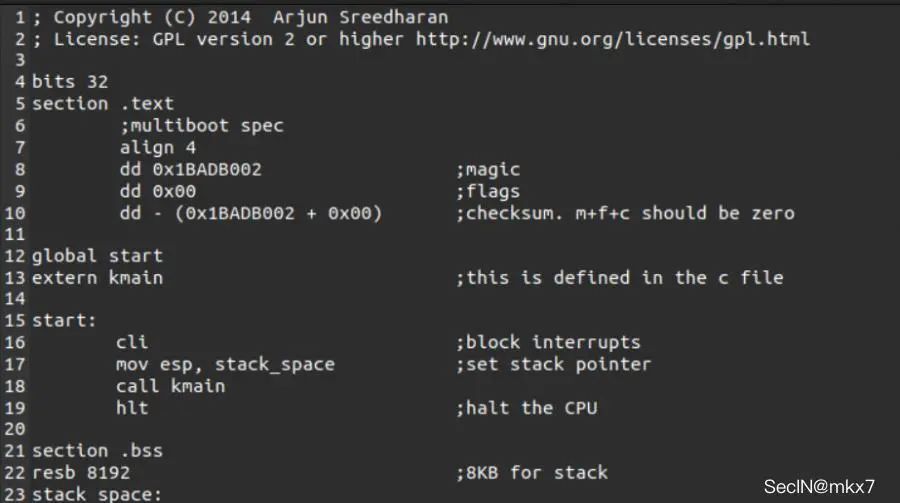 1 ; Copyright (C) 2014  Arjun Sreedharan
2 ; License: GPL version 2 or higher http://www.gnu.org/licenses/gpl.html
3
4 bits 32
5 section .text
6         ;multiboot spec
7         align 4
8         dd 0x1BADB002                  ;magic
9         dd 0x00                        ;flags
10         dd - (0x1BADB002 + 0x00)       ;checksum. m+f+c should be zero
11
12 global start
13 extern kmain                           ;this is defined in the c file
14
15 start:
16         cli                            ;block interrupts
17         mov esp, stack_space           ;set stack pointer
18         call kmain
19         hlt                            ;halt the CPU
20
21 section .bss
22 resb 8192                              ;8KB for stack
23 stack_space:
SecIN@mkx7